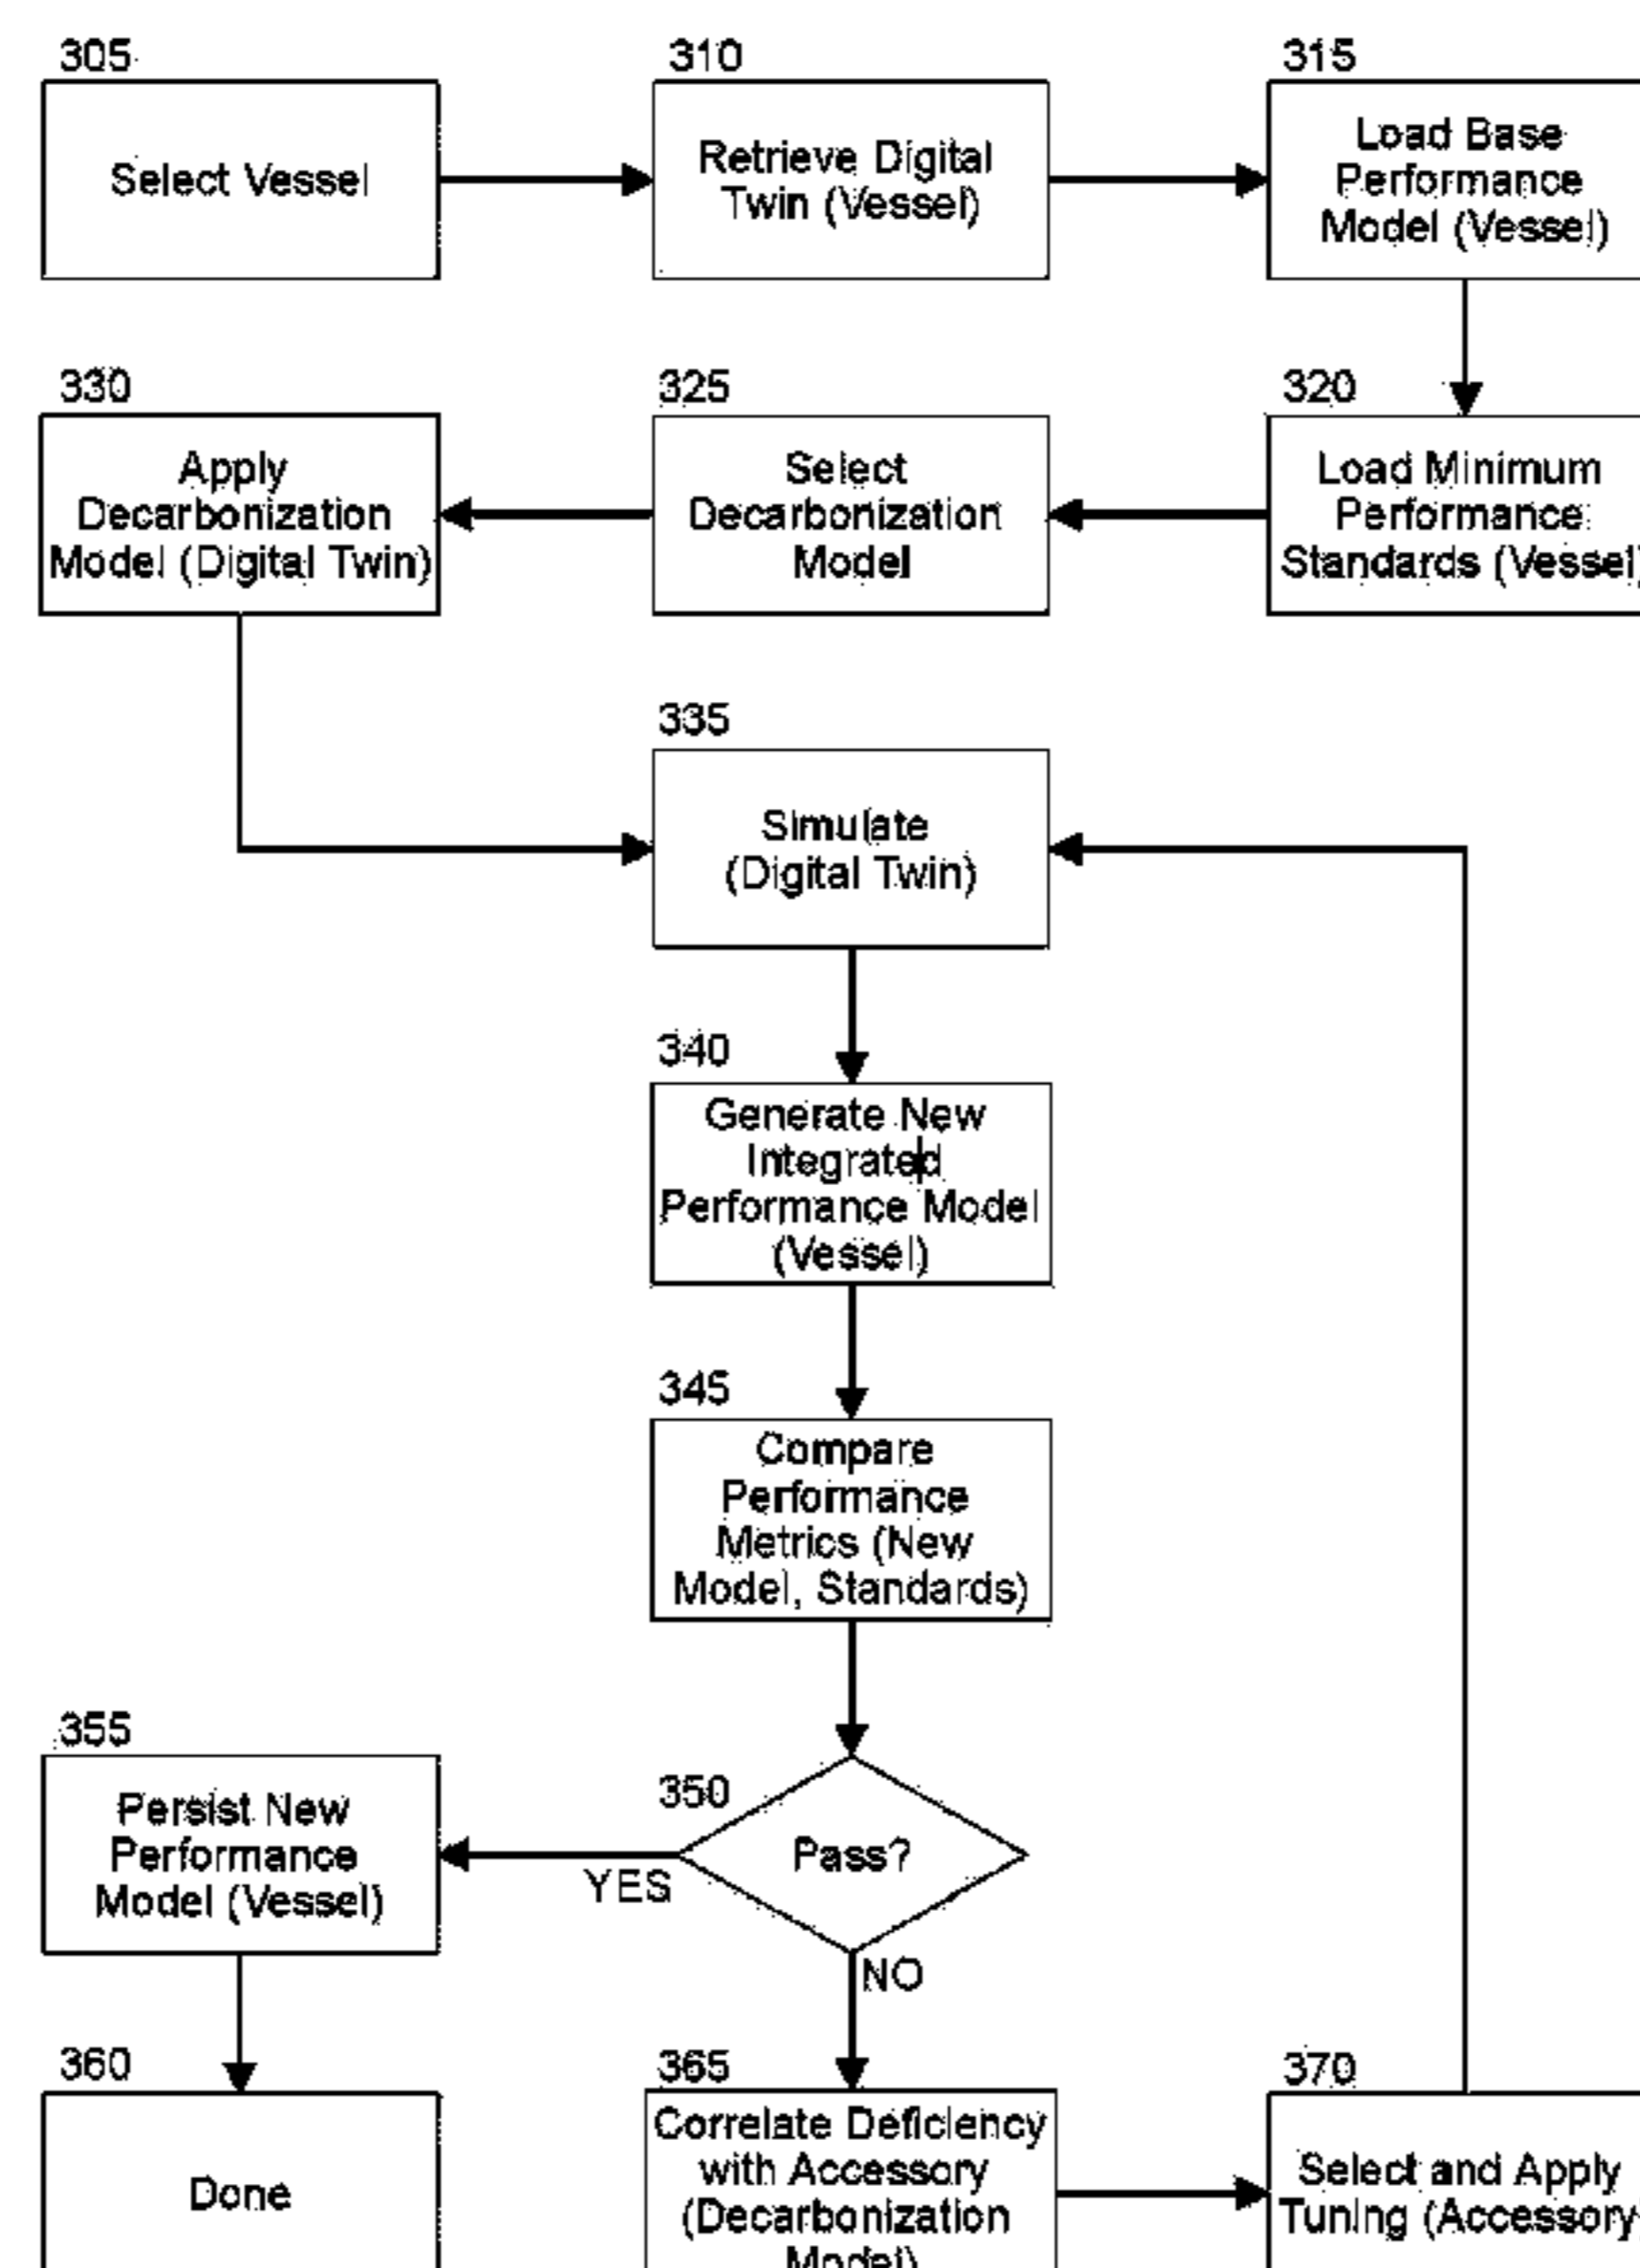 305
Select Vessel
310
Retrieve Digital
Twin (Vessel)
315
Load Base
Performance
Model (Vessel)
330
Apply
Decarbonization
Model (Digital Twin)
325
Select
Decarbonization
Model
320
Load Minimum
Performance
Standards (Vessel)
335
Simulate
(Digital Twin)
340
Generate New
Integrated
Performance Model
(Vessel)
345
Compare
Performance
Metrics (New
Model, Standards)
350
Pass?
YES
NO
355
Persist New
Performance
Model (Vessel)
360
Done
365
Correlate Deficiency
with Accessory
(Decarbonization
Model)
370
Select and Apply
Tuning (Accessory)